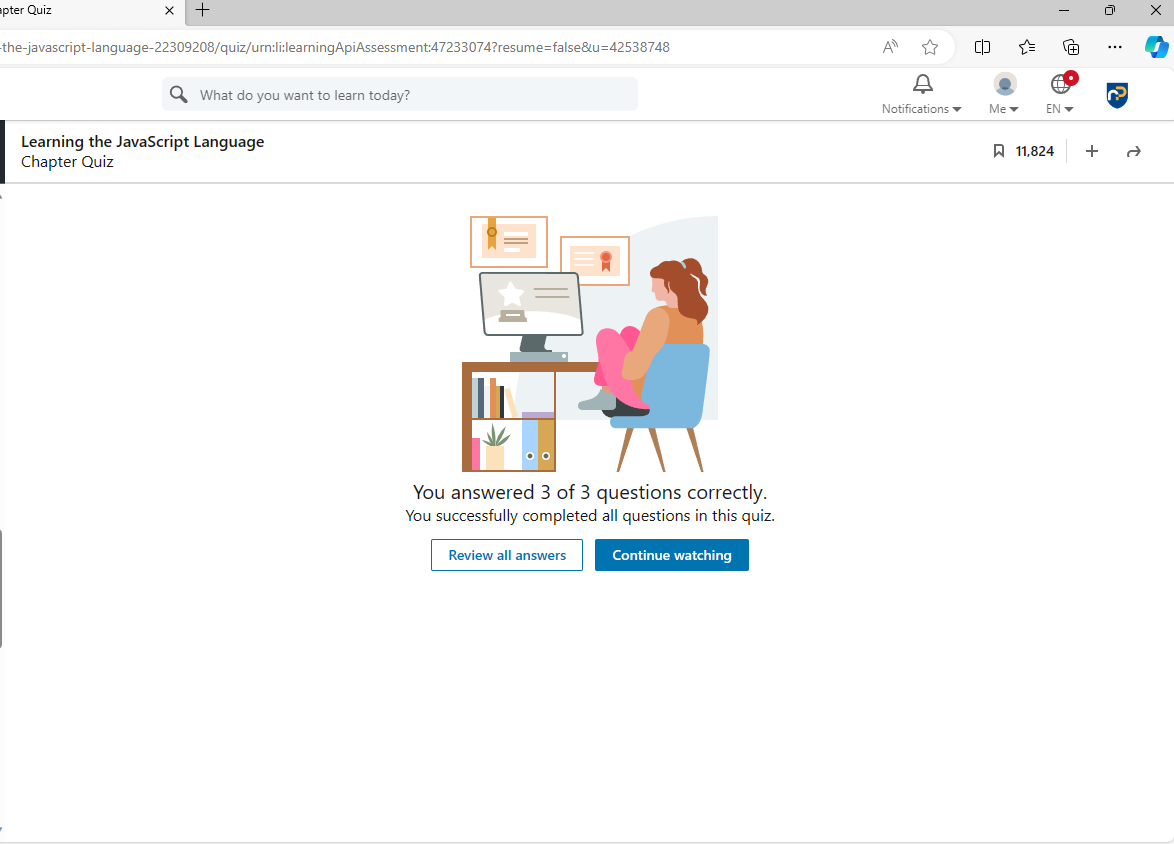 apter Quiz
-the-javascript-language-22309208/quiz/urn:li:learningApiAssessment:47233074?resume=false&u=42538748
What do you want to learn today?
Notifications
Me
EN
Learning the JavaScript Language
Chapter Quiz
11,824
You answered 3 of 3 questions correctly.
You successfully completed all questions in this quiz.
Review all answers
Continue watching